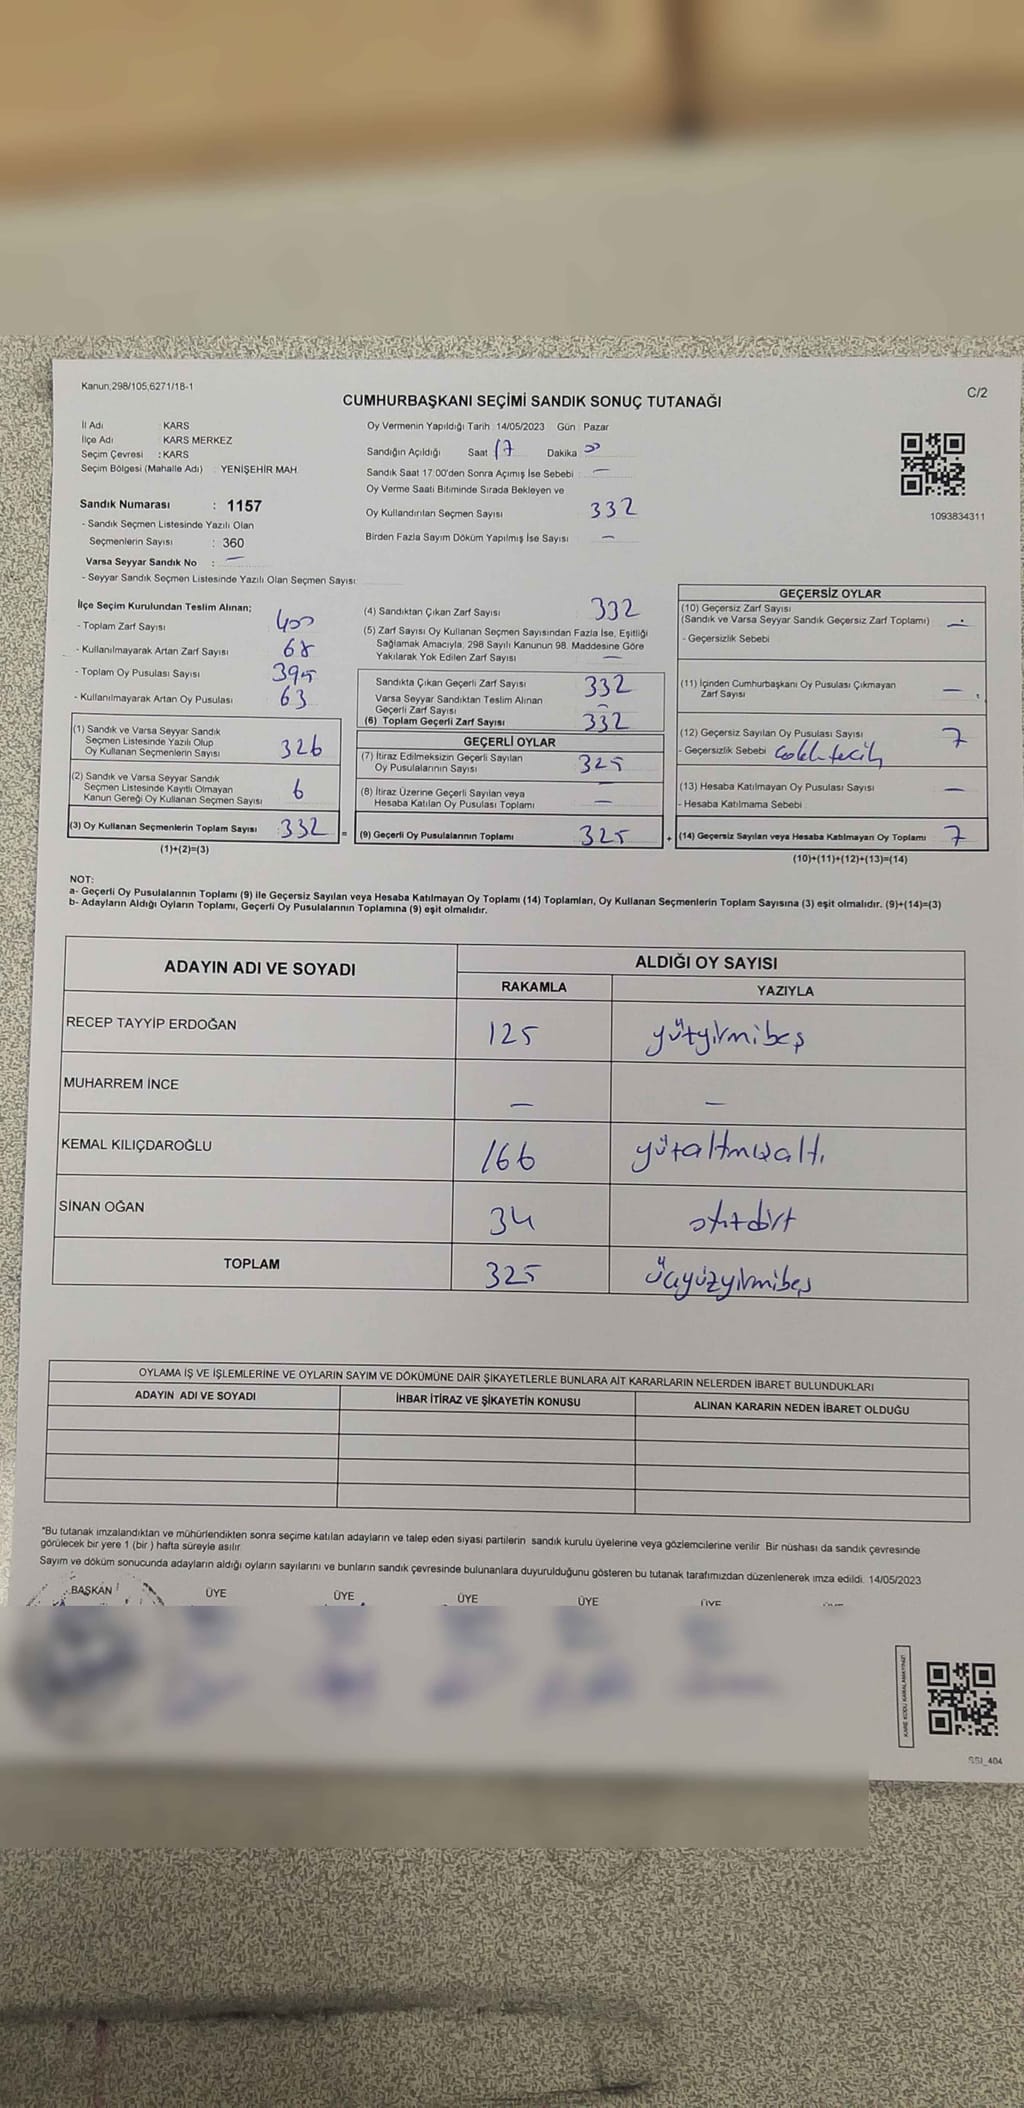 Kanun,298/105,6271/18-1
C/2
CUMHURBAŞKANI SEÇİMİ SANDIK SONUÇ TUTANAĞI
İl Adı : KARS
İlçe Adı : KARS MERKEZ
Seçim Çevresi : KARS
Seçim Bölgesi (Mahalle Adı) : YENİŞEHİR MAH.
Sandık Numarası : 1157
- Sandık Seçmen Listesinde Yazılı Olan
Seçmenlerin Sayısı : 360
Varsa Seyyar Sandık No : —
- Seyyar Sandık Seçmen Listesinde Yazılı Olan Seçmen Sayısı:
Oy Vermenin Yapıldığı Tarih : 14/05/2023 Gün : Pazar
Sandığın Açıldığı Saat 17 Dakika 00
Sandık Saat 17:00'den Sonra Açımış İse Sebebi : —
Oy Verme Saati Bitiminde Sırada Bekleyen ve
Oy Kullandırılan Seçmen Sayısı 332
Birden Fazla Sayım Döküm Yapılmış İse Sayısı —
1093834311
İlçe Seçim Kurulundan Teslim Alınan;
- Toplam Zarf Sayısı 400
- Kullanılmayarak Artan Zarf Sayısı 68
- Toplam Oy Pusulası Sayısı 395
- Kullanılmayarak Artan Oy Pusulası 63
(1) Sandık ve Varsa Seyyar Sandık
Seçmen Listesinde Yazılı Olup
Oy Kullanan Seçmenlerin Sayısı 326
(2) Sandık ve Varsa Seyyar Sandık
Seçmen Listesinde Kayıtlı Olmayan
Kanun Gereği Oy Kullanan Seçmen Sayısı 6
(3) Oy Kullanan Seçmenlerin Toplam Sayısı 332 =
(1)+(2)=(3)
(4) Sandıktan Çıkan Zarf Sayısı 332
(5) Zarf Sayısı Oy Kullanan Seçmen Sayısından Fazla İse, Eşitliği
Sağlamak Amacıyla, 298 Sayılı Kanunun 98. Maddesine Göre
Yakılarak Yok Edilen Zarf Sayısı —
Sandıkta Çıkan Geçerli Zarf Sayısı 332
Varsa Seyyar Sandıktan Teslim Alınan
Geçerli Zarf Sayısı —
(6) Toplam Geçerli Zarf Sayısı 332
GEÇERLİ OYLAR
(7) İtiraz Edilmeksizin Geçerli Sayılan
Oy Pusulalarının Sayısı 325
(8) İtiraz Üzerine Geçerli Sayılan veya
Hesaba Katılan Oy Pusulası Toplamı —
(9) Geçerli Oy Pusulalarının Toplamı 325 +
GEÇERSİZ OYLAR
(10) Geçersiz Zarf Sayısı
(Sandık ve Varsa Seyyar Sandık Geçersiz Zarf Toplamı) —
- Geçersizlik Sebebi
(11) İçinden Cumhurbaşkanı Oy Pusulası Çıkmayan
Zarf Sayısı —
(12) Geçersiz Sayılan Oy Pusulası Sayısı 7
- Geçersizlik Sebebi
(13) Hesaba Katılmayan Oy Pusulası Sayısı —
- Hesaba Katılmama Sebebi
(14) Geçersiz Sayılan veya Hesaba Katılmayan Oy Toplamı 7
(10)+(11)+(12)+(13)=(14)
NOT:
a- Geçerli Oy Pusulalarının Toplamı (9) ile Geçersiz Sayılan veya Hesaba Katılmayan Oy Toplamı (14) Toplamları, Oy Kullanan Seçmenlerin Toplam Sayısına (3) eşit olmalıdır. (9)+(14)=(3)
b- Adayların Aldığı Oyların Toplamı, Geçerli Oy Pusulalarının Toplamına (9) eşit olmalıdır.
ADAYIN ADI VE SOYADI
ALDIĞI OY SAYISI
RAKAMLA YAZIYLA
RECEP TAYYİP ERDOĞAN 125 yüzyirmibeş
MUHARREM İNCE — —
KEMAL KILIÇDAROĞLU 166 yüzaltmışaltı
SİNAN OĞAN 34 otuzdört
TOPLAM 325 üçyüzyirmibeş
OYLAMA İŞ VE İŞLEMLERİNE VE OYLARIN SAYIM VE DÖKÜMÜNE DAİR ŞİKAYETLERLE BUNLARA AİT KARARLARIN NELERDEN İBARET BULUNDUKLARI
ADAYIN ADI VE SOYADI İHBAR İTİRAZ VE ŞİKAYETİN KONUSU ALINAN KARARIN NEDEN İBARET OLDUĞU
*Bu tutanak imzalandıktan ve mühürlendikten sonra seçime katılan adayların ve talep eden siyasi partilerin sandık kurulu üyelerine veya gözlemcilerine verilir. Bir nüshası da sandık çevresinde
görülecek bir yere 1 (bir) hafta süreyle asılır.
Sayım ve döküm sonucunda adayların aldığı oyların sayılarını ve bunların sandık çevresinde bulunanlara duyurulduğunu gösteren bu tutanak tarafımızdan düzenlenerek imza edildi. 14/05/2023
BAŞKAN ÜYE ÜYE ÜYE ÜYE ÜYE
KARE KODU KARALAMAYINIZ!
SSI_404